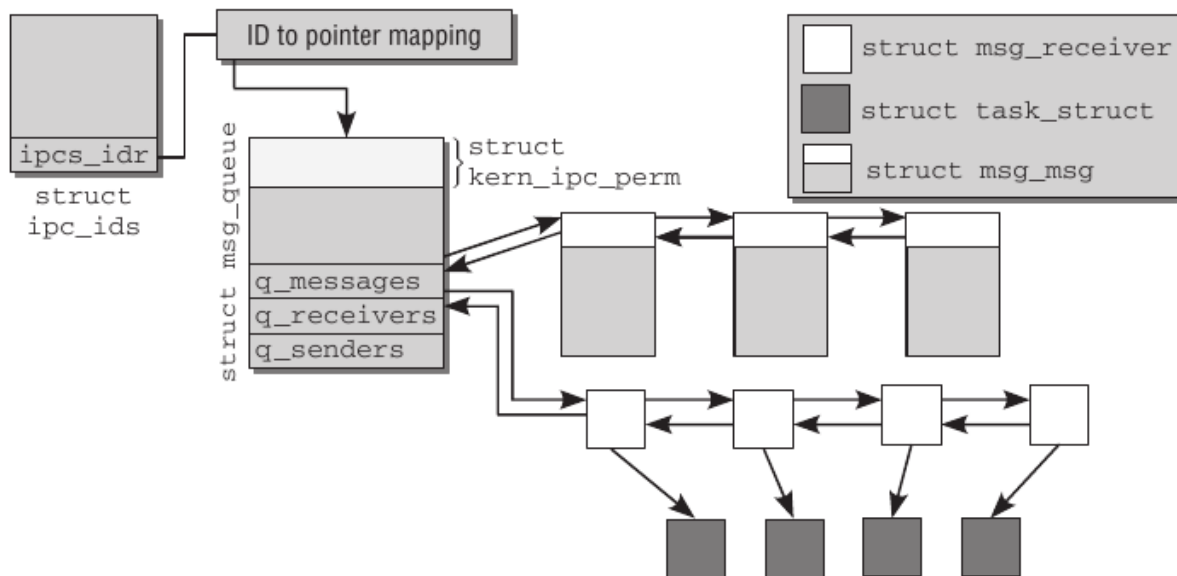 ID to pointer mapping
ipcs_idr
struct
ipc_ids
struct msg_queue
struct
kern_ipc_perm
q_messages
q_receivers
q_senders
struct msg_receiver
struct task_struct
struct msg_msg